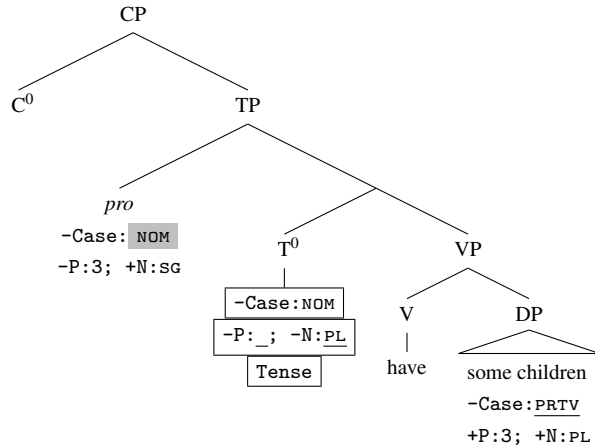 CP
C⁰
TP
pro
-Case: NOM
-P:3; +N:SG
T⁰
-Case:NOM
-P:_; -N:PL
Tense
VP
V
have
DP
some children
-Case:PRTV
+P:3; +N:PL